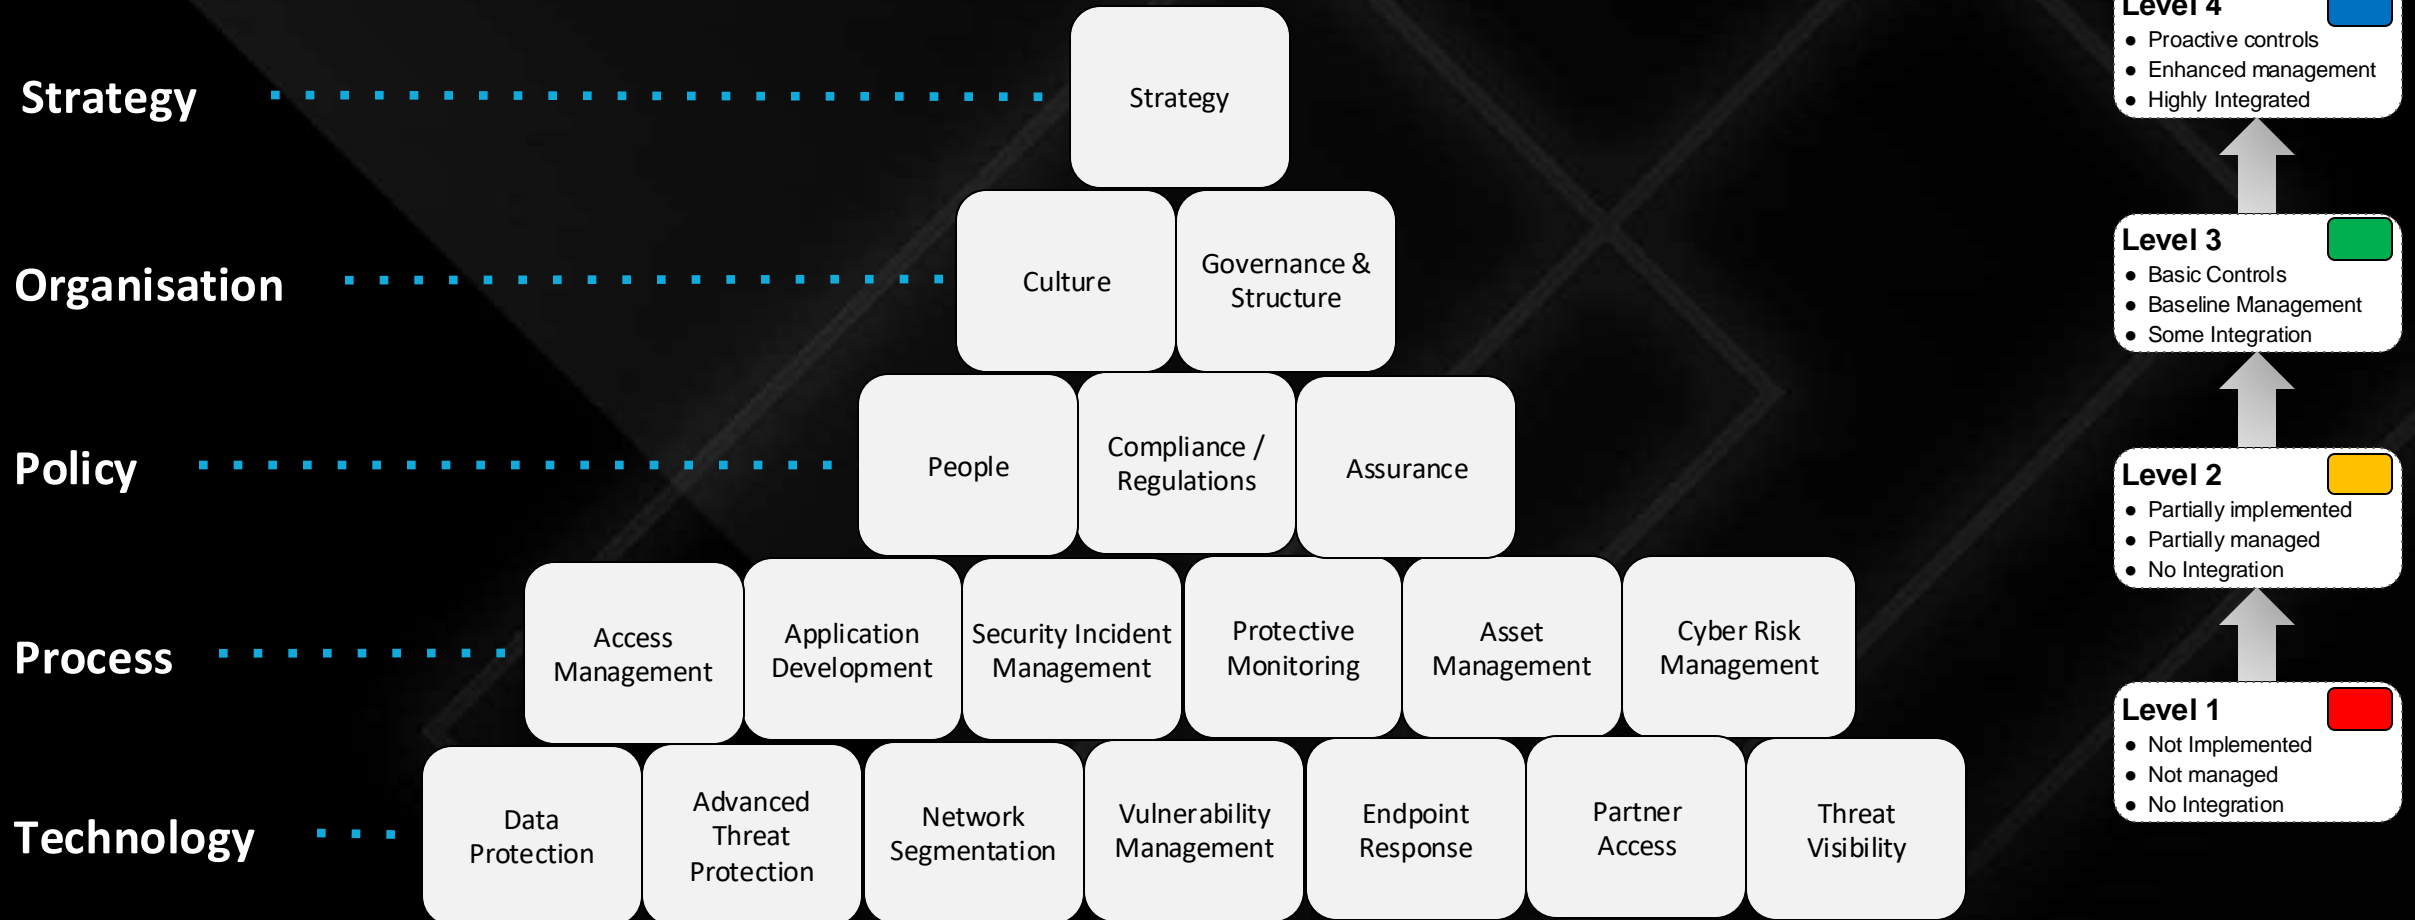 Strategy
Strategy
Organisation
Culture
Governance &
Structure
Policy
People
Compliance /
Regulations
Assurance
Process
Access
Management
Application
Development
Security Incident
Management
Protective
Monitoring
Asset
Management
Cyber Risk
Management
Technology
Data
Protection
Advanced
Threat
Protection
Network
Segmentation
Vulnerability
Management
Endpoint
Response
Partner
Access
Threat
Visibility
Level 4
● Proactive controls
● Enhanced management
● Highly Integrated
Level 3
● Basic Controls
● Baseline Management
● Some Integration
Level 2
● Partially implemented
● Partially managed
● No Integration
Level 1
● Not Implemented
● Not managed
● No Integration